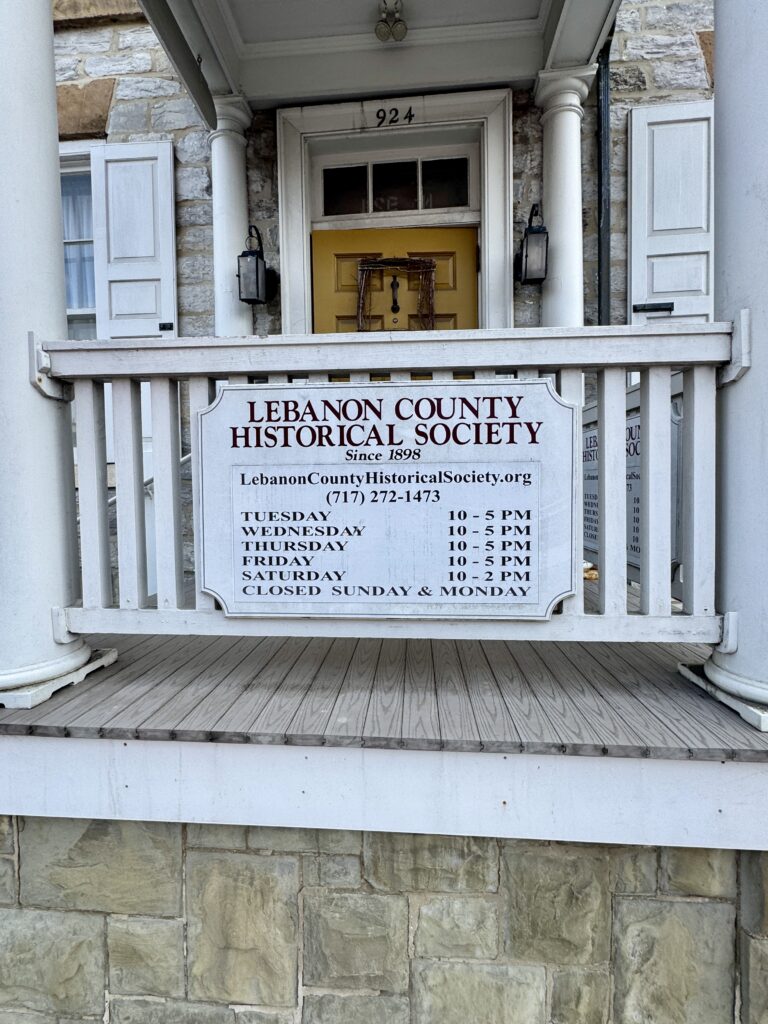 924
LEBANON COUNTY
HISTORICAL SOCIETY
Since 1898
LebanonCountyHistoricalSociety.org
(717) 272-1473
TUESDAY 10 - 5 PM
WEDNESDAY 10 - 5 PM
THURSDAY 10 - 5 PM
FRIDAY 10 - 5 PM
SATURDAY 10 - 2 PM
CLOSED SUNDAY & MONDAY